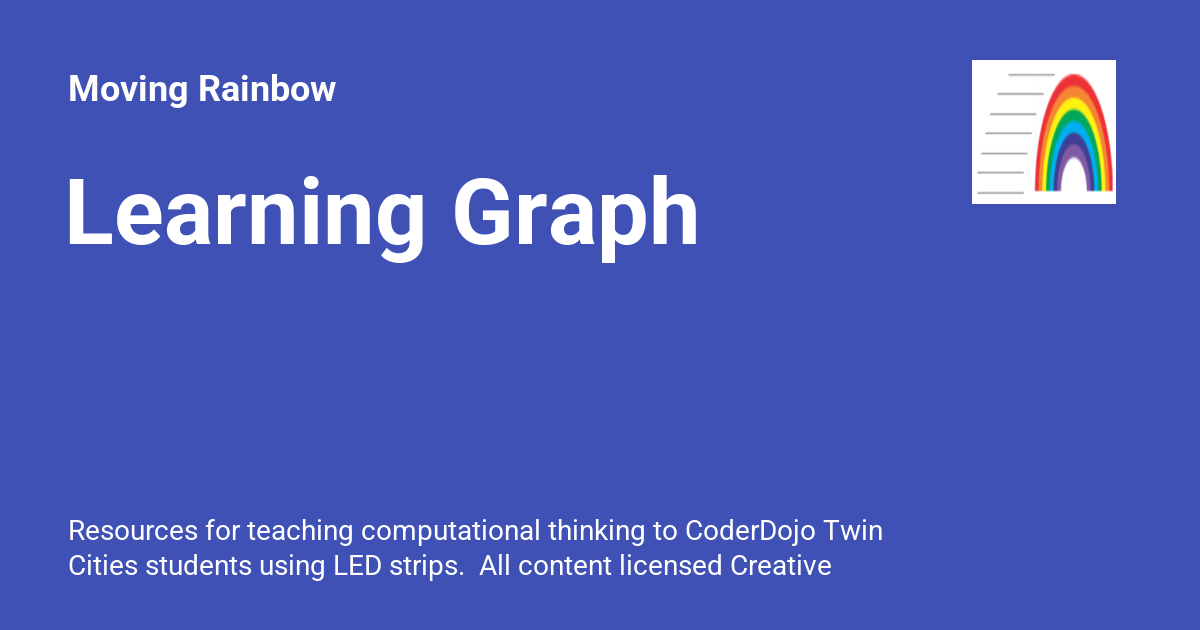 Moving Rainbow
Learning Graph
Resources for teaching computational thinking to CoderDojo Twin
Cities students using LED strips.  All content licensed Creative